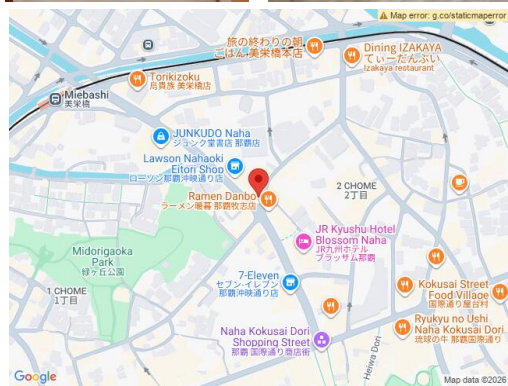 Map error: g.co/staticmaperror
旅の終わりの朝
ごはん 美栄橋本店
Dining IZAKAYA
てぃーだんぶい
Izakaya restaurant
Torikizoku
鳥貴族 美栄橋店
Miebashi
美栄橋
JUNKUDO Naha
ジュンク堂書店 那覇店
Lawson Nahaoki
Eitori Shop
ローソン那覇沖映通り店
2 CHOME
2丁目
Ramen Danbo
ラーメン暖暮 那覇牧志店
JR Kyushu Hotel
Blossom Naha
JR九州ホテル
ブラッサム那覇
Midorigaoka
Park
緑ヶ丘公園
7-Eleven
セブン-イレブン
那覇沖映通り店
1 CHOME
1丁目
Kokusai Street
Food Village
国際通り屋台村
Ryukyu no Ushi
Naha Kokusai Dori
琉球の牛 那覇国際通り
Naha Kokusai Dori
Shopping Street
那覇 国際通り商店街
Heiwa Dori
Google
Map data ©2026